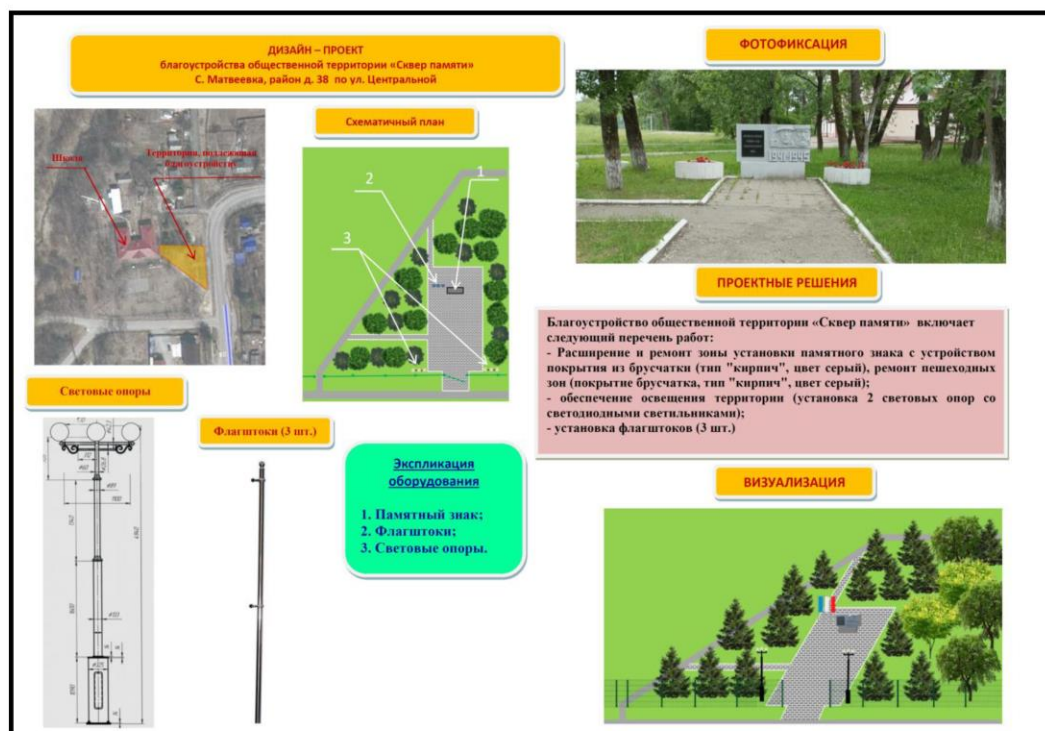 ДИЗАЙН – ПРОЕКТ
благоустройства общественной территории «Сквер памяти»
С. Матвеевка, район д. 38 по ул. Центральной
Школа
Территория, подлежащая
благоустройству
Схематичный план
1
2
3
ФОТОФИКСАЦИЯ
1941-1945
ПРОЕКТНЫЕ РЕШЕНИЯ
Благоустройство общественной территории «Сквер памяти» включает
следующий перечень работ:
- Расширение и ремонт зоны установки памятного знака с устройством
покрытия из брусчатки (тип "кирпич", цвет серый), ремонт пешеходных
зон (покрытие брусчатка, тип "кирпич", цвет серый);
- обеспечение освещения территории (установка 2 световых опор со
светодиодными светильниками);
- установка флагштоков (3 шт.)
Световые опоры
Флагштоки (3 шт.)
Экспликация
оборудования
1. Памятный знак;
2. Флагштоки;
3. Световые опоры.
ВИЗУАЛИЗАЦИЯ